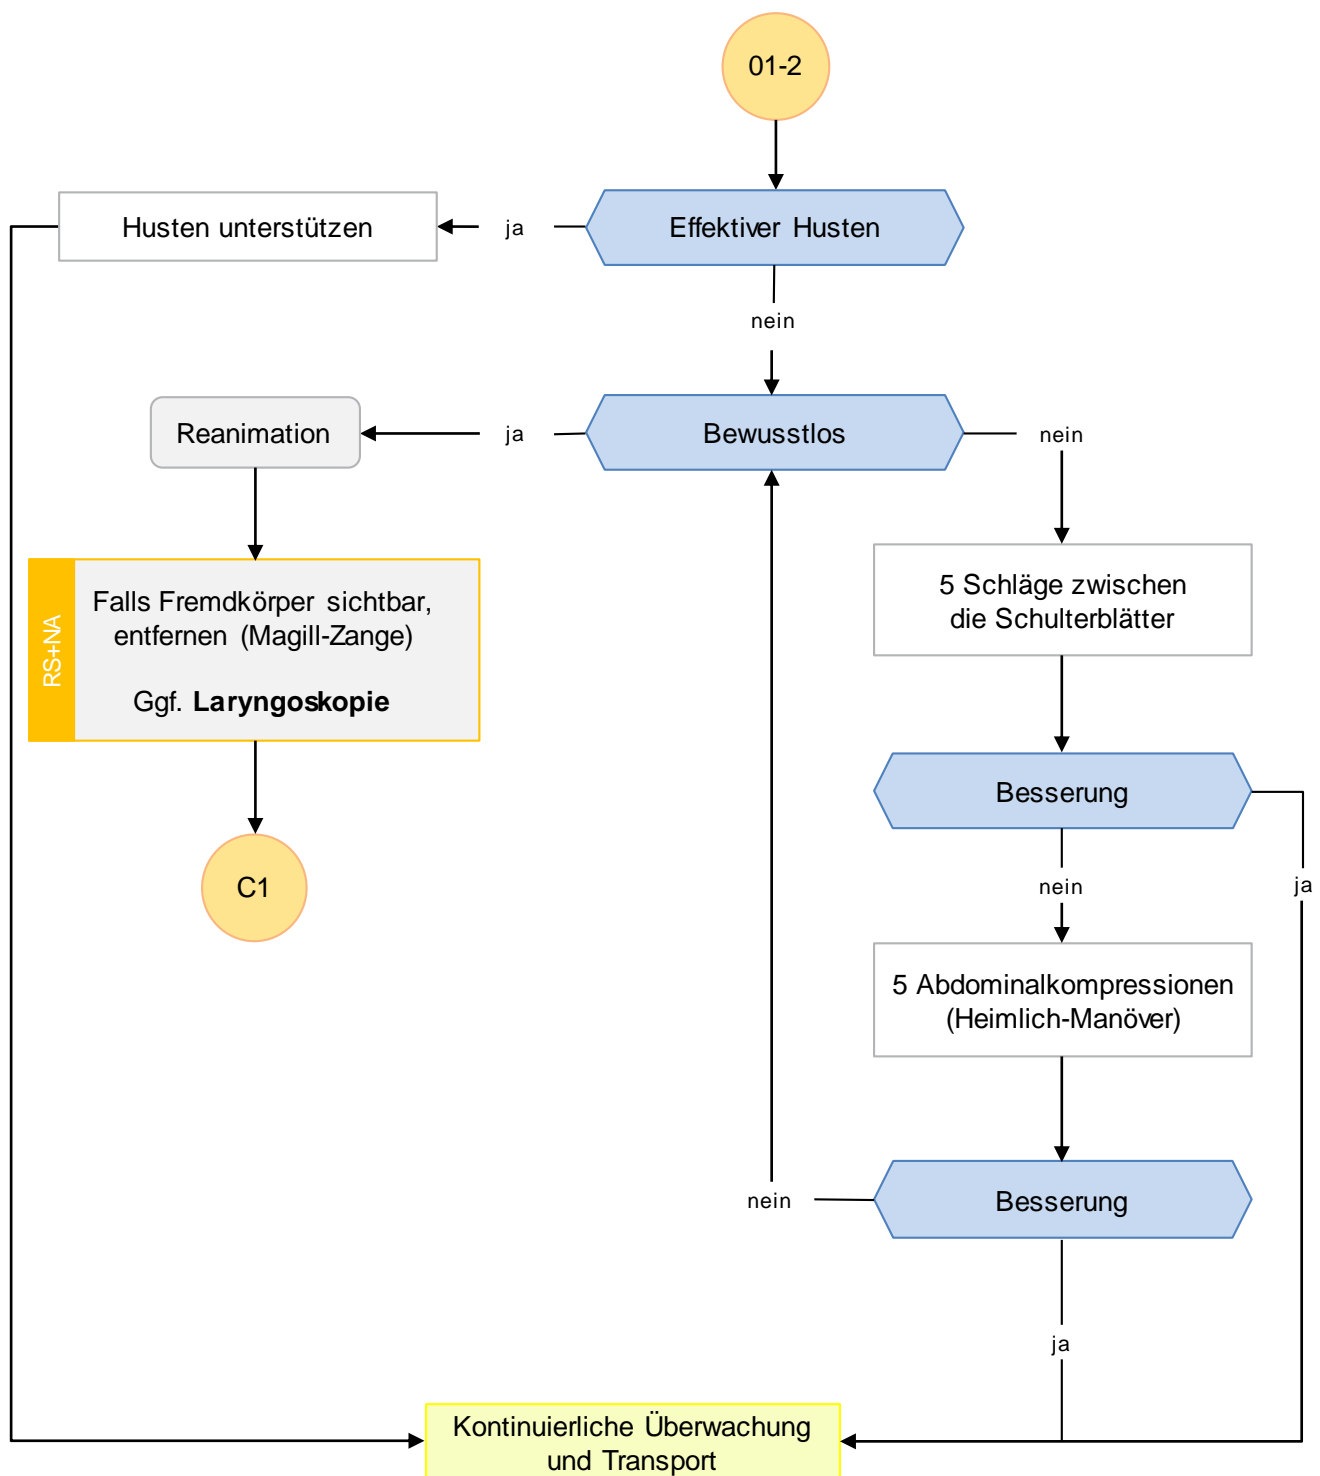 01-2
Husten unterstützen
ja
Effektiver Husten
nein
Reanimation
ja
Bewusstlos
nein
RS+NA
Falls Fremdkörper sichtbar,
entfernen (Magill-Zange)
Ggf. Laryngoskopie
5 Schläge zwischen
die Schulterblätter
C1
Besserung
nein
ja
5 Abdominalkompressionen
(Heimlich-Manöver)
nein
Besserung
ja
Kontinuierliche Überwachung
und Transport